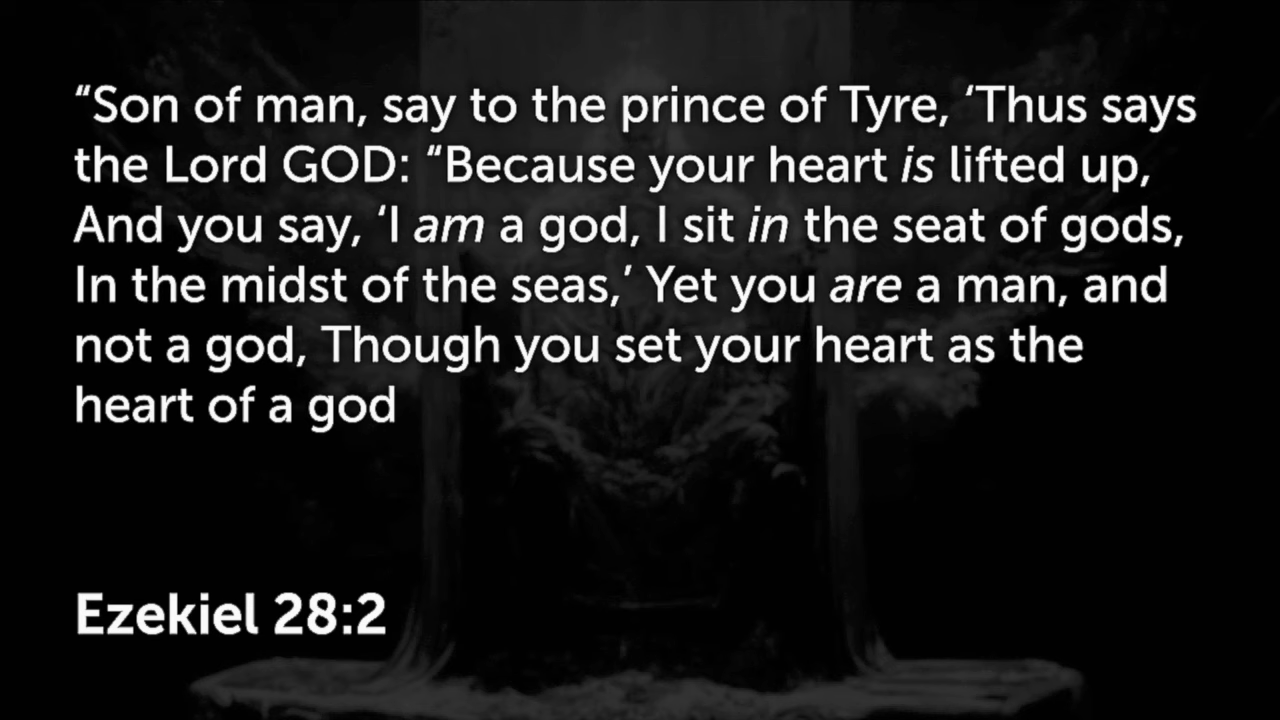 “Son of man, say to the prince of Tyre, ‘Thus says
the Lord GOD: “Because your heart is lifted up,
And you say, ‘I am a god, I sit in the seat of gods,
In the midst of the seas,’ Yet you are a man, and
not a god, Though you set your heart as the
heart of a god
Ezekiel 28:2